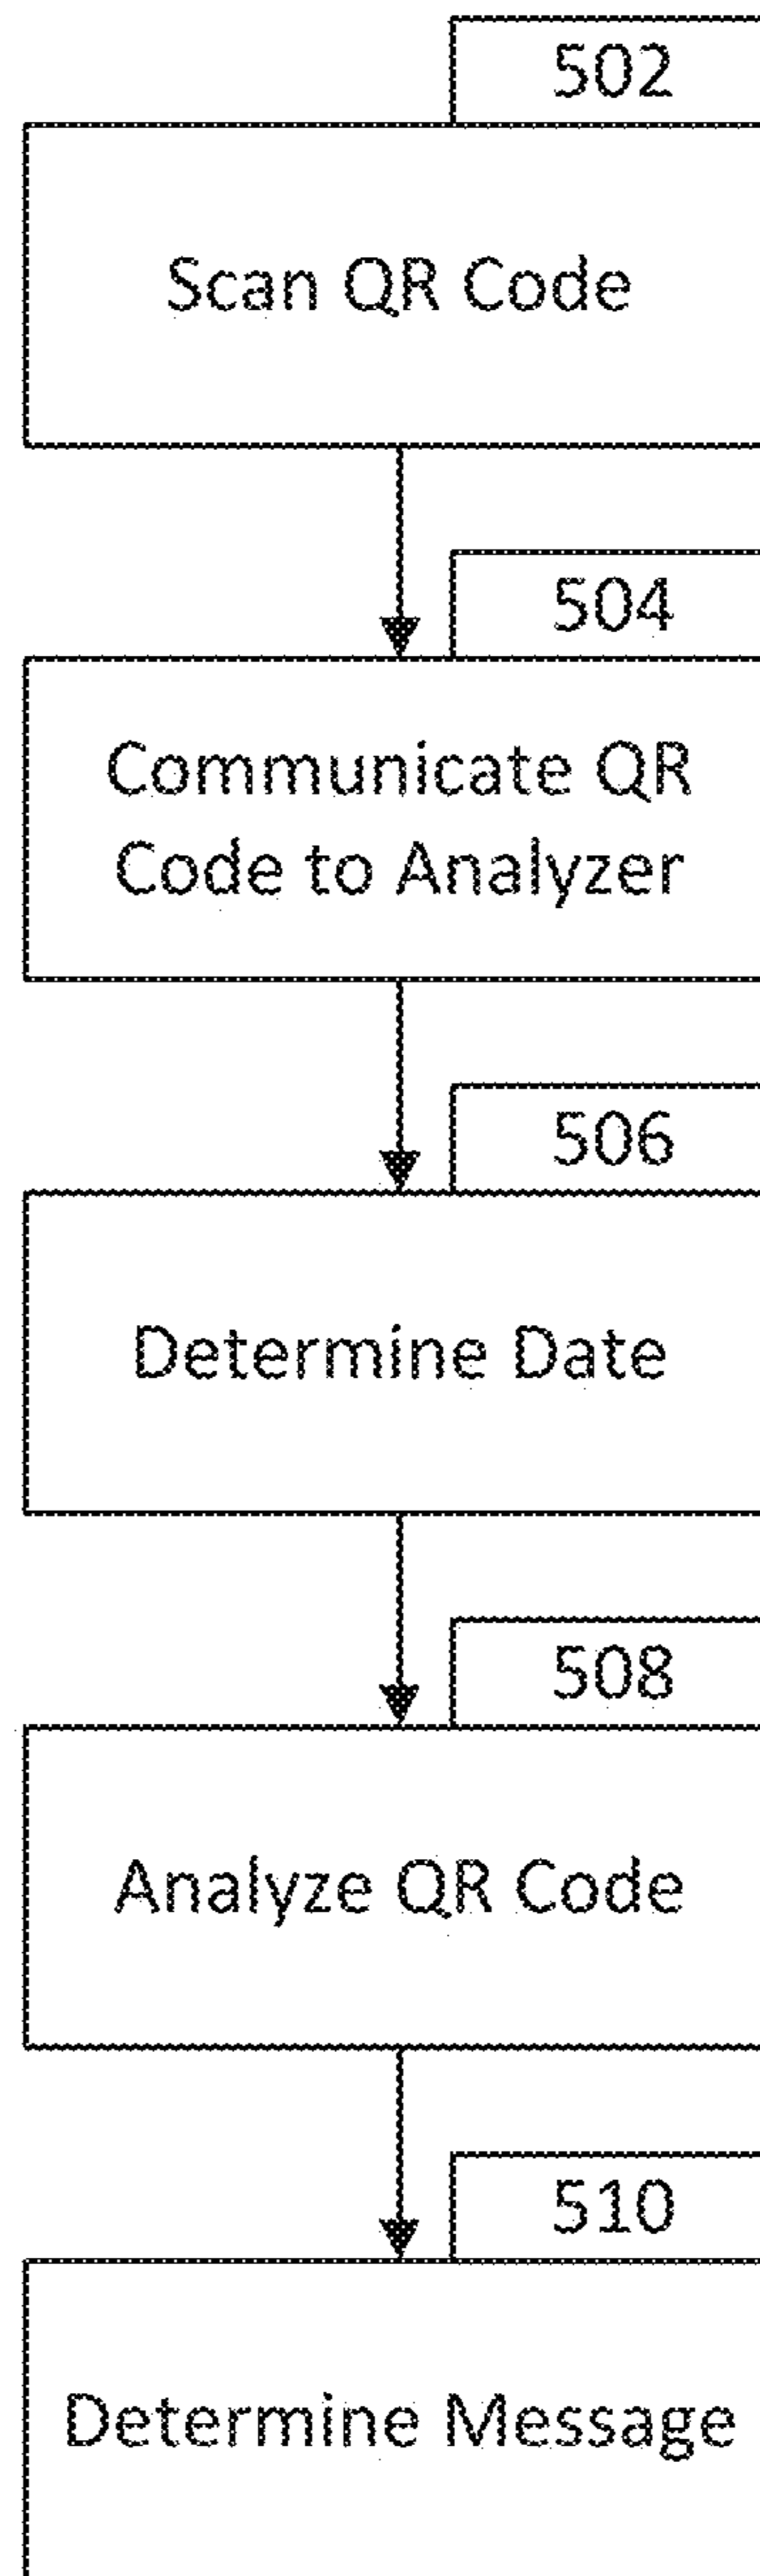 502
Scan QR Code
504
Communicate QR
Code to Analyzer
506
Determine Date
508
Analyze QR Code
510
Determine Message